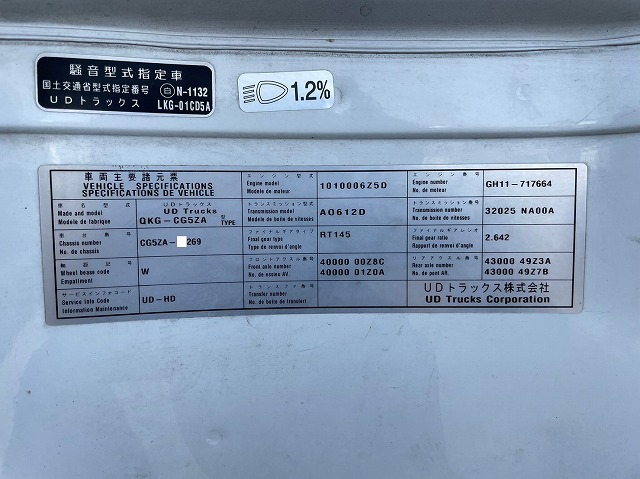 騒音型式指定車
国土交通省型式指定番号 自 N-1132
UDトラックス LKG-01CD5A
1.2%
車両主要諸元票
VEHICLE SPECIFICATIONS
SPECIFICATIONS DE VEHICLE
車名型式
Made and model
Modele de fabrique
UDトラックス
UD Trucks
QKG-CG5ZA 型 TYPE
車台番号
Chassis number
No. de chassis
CG5ZA- 269
Wheel base code
Empattiment
W
サービスインフォコード
Service Info Code
Information Maintenance
UD-HD
エンジン型式
Engine model
Modele de moteur
1010006Z5D
トランスミッション型式
Transmission model
Modele de boite de vitesses
A0612D
ファイナルギアタイプ
Final gear type
Type de renvoi d'angle
RT145
フロントアクスル番号
Front axle number
No. de essieu AV.
40000 00Z8C
40000 01Z0A
トランスファ番号
Transfer number
No. de boite de transfert
エンジン番号
Engine number
No. de moteur
GH11-717664
トランスミッション番号
Transmission number
No. de boite de vitesses
32025 NA00A
ファイナルギアレシオ
Final gear ratio
Rapport de renvoi d'angle
2.642
リアアクスル番号
Rear axle number
No. de pont AR.
43000 49Z3A
43000 49Z7B
UDトラックス株式会社
UD Trucks Corporation